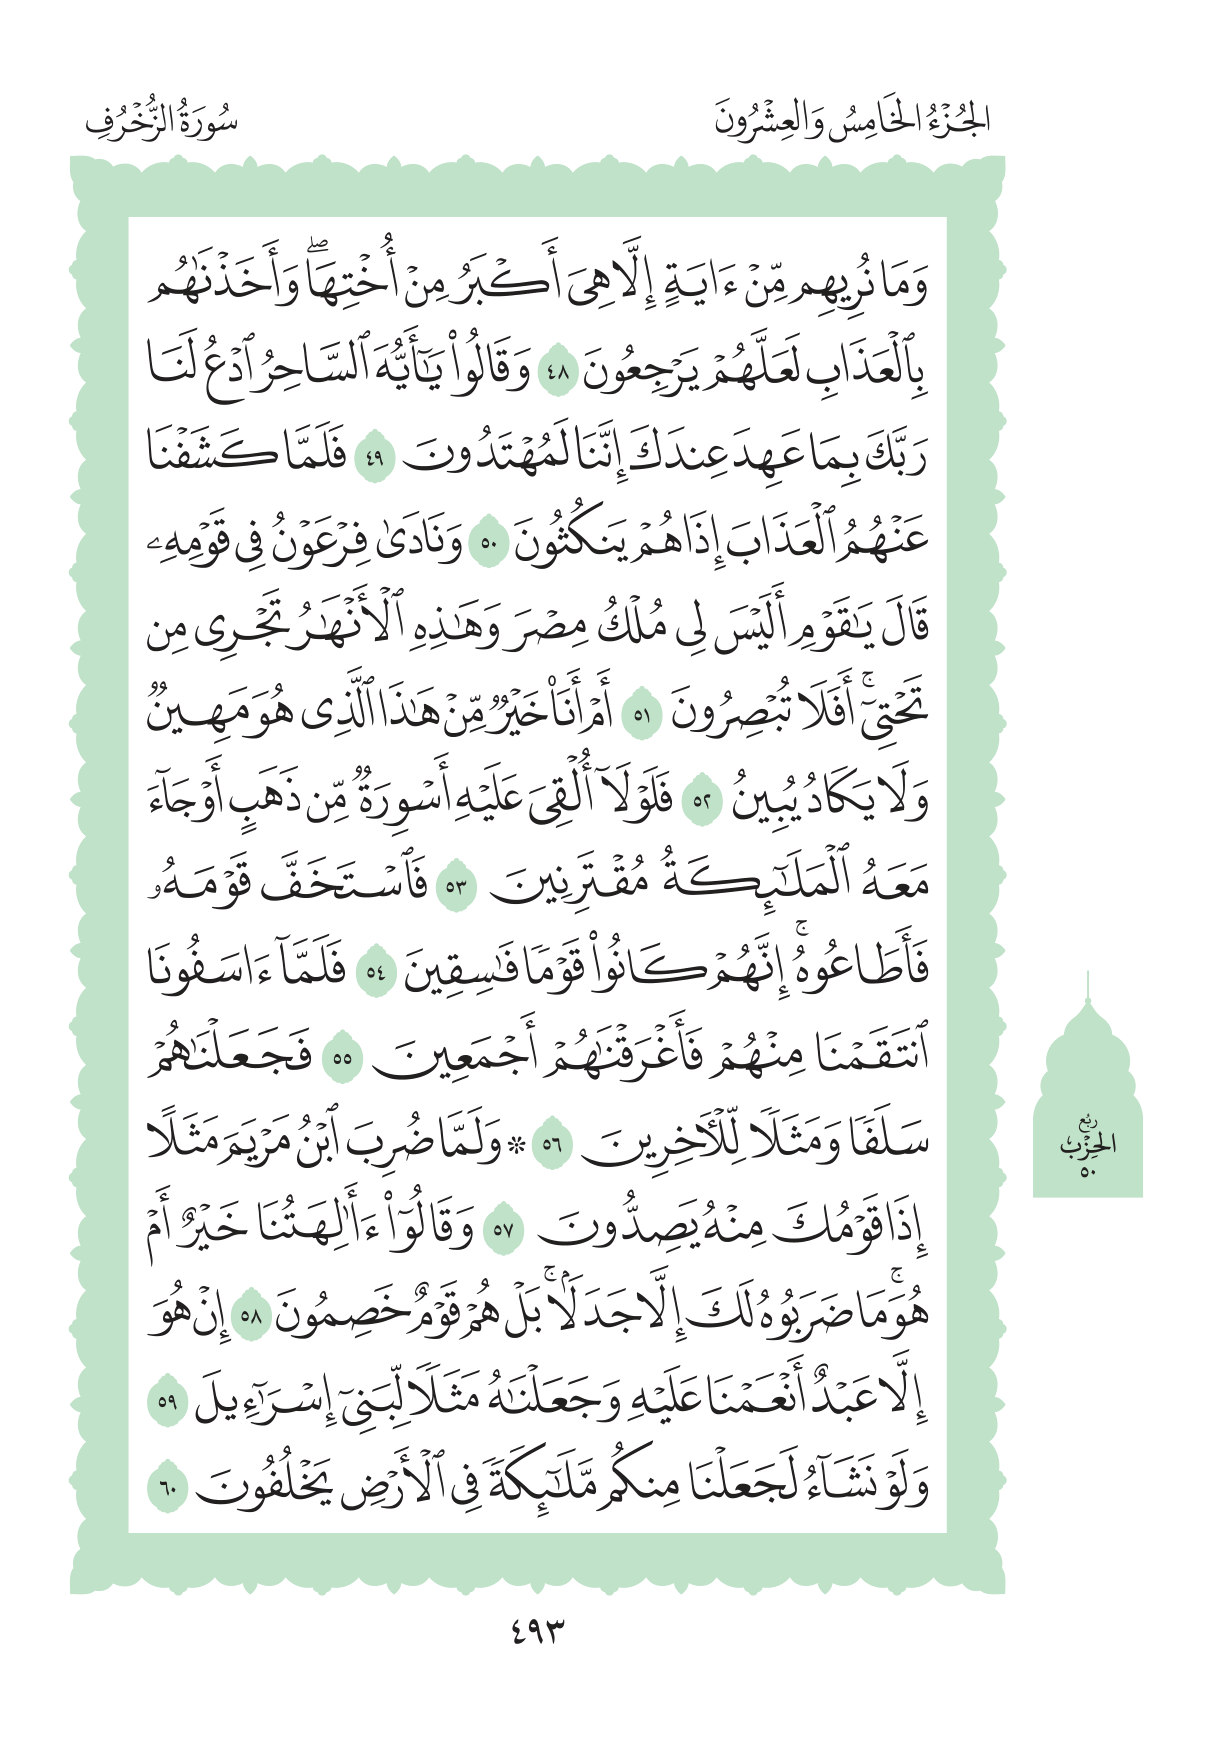 الجُزْءُ الخَامِسُ وَالعِشْرُونَ
سُورَةُ الزُّخْرُفِ
وَمَا نُرِيهِم مِّنْ ءَايَةٍ إِلَّا هِىَ أَكْبَرُ مِنْ أُخْتِهَاۖ وَأَخَذْنَٰهُم
بِٱلْعَذَابِ لَعَلَّهُمْ يَرْجِعُونَ ٤٨ وَقَالُوا۟ يَٰٓأَيُّهَ ٱلسَّاحِرُ ٱدْعُ لَنَا
رَبَّكَ بِمَا عَهِدَ عِندَكَ إِنَّنَا لَمُهْتَدُونَ ٤٩ فَلَمَّا كَشَفْنَا
عَنْهُمُ ٱلْعَذَابَ إِذَا هُمْ يَنكُثُونَ ٥٠ وَنَادَىٰ فِرْعَوْنُ فِى قَوْمِهِۦ
قَالَ يَٰقَوْمِ أَلَيْسَ لِى مُلْكُ مِصْرَ وَهَٰذِهِ ٱلْأَنْهَٰرُ تَجْرِى مِن
تَحْتِىٓۚ أَفَلَا تُبْصِرُونَ ٥١ أَمْ أَنَا۠ خَيْرٌ مِّنْ هَٰذَا ٱلَّذِى هُوَ مَهِينٌ
وَلَا يَكَادُ يُبِينُ ٥٢ فَلَوْلَآ أُلْقِىَ عَلَيْهِ أَسْوِرَةٌ مِّن ذَهَبٍ أَوْ جَآءَ
مَعَهُ ٱلْمَلَٰٓئِكَةُ مُقْتَرِنِينَ ٥٣ فَٱسْتَخَفَّ قَوْمَهُۥ
فَأَطَاعُوهُۚ إِنَّهُمْ كَانُوا۟ قَوْمًا فَٰسِقِينَ ٥٤ فَلَمَّآ ءَاسَفُونَا
ٱنتَقَمْنَا مِنْهُمْ فَأَغْرَقْنَٰهُمْ أَجْمَعِينَ ٥٥ فَجَعَلْنَٰهُمْ
سَلَفًا وَمَثَلًا لِّلْـَٔاخِرِينَ ٥٦ ۞ وَلَمَّا ضُرِبَ ٱبْنُ مَرْيَمَ مَثَلًا
إِذَا قَوْمُكَ مِنْهُ يَصِدُّونَ ٥٧ وَقَالُوٓا۟ ءَأَٰلِهَتُنَا خَيْرٌ أَمْ
هُوَۚ مَا ضَرَبُوهُ لَكَ إِلَّا جَدَلًۢاۚ بَلْ هُمْ قَوْمٌ خَصِمُونَ ٥٨ إِنْ هُوَ
إِلَّا عَبْدٌ أَنْعَمْنَا عَلَيْهِ وَجَعَلْنَٰهُ مَثَلًا لِّبَنِىٓ إِسْرَٰٓءِيلَ ٥٩
وَلَوْ نَشَآءُ لَجَعَلْنَا مِنكُم مَّلَٰٓئِكَةً فِى ٱلْأَرْضِ يَخْلُفُونَ ٦٠
ربع
الحِزْب
٥٠
٤٩٣